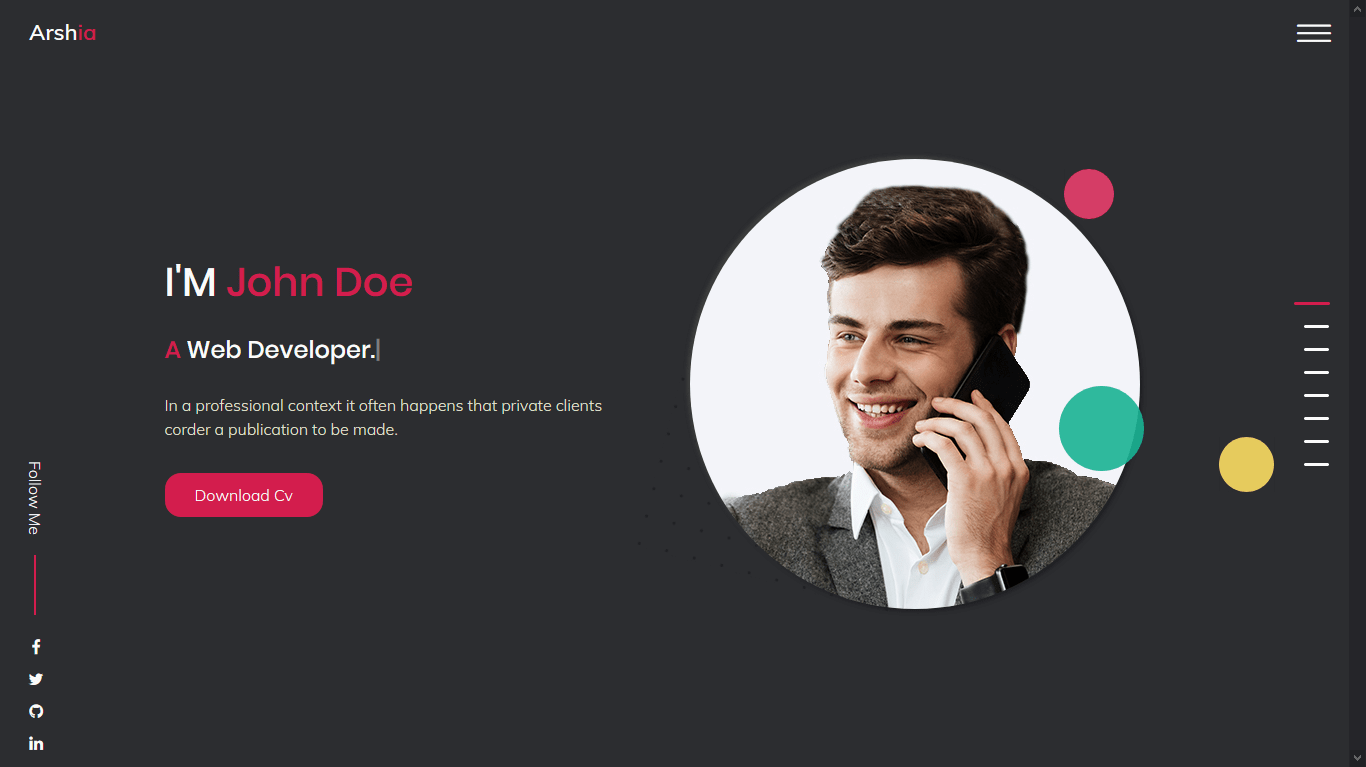 Arshia
I'M John Doe
A Web Developer.
In a professional context it often happens that private clients
corder a publication to be made.
Download Cv
Follow Me